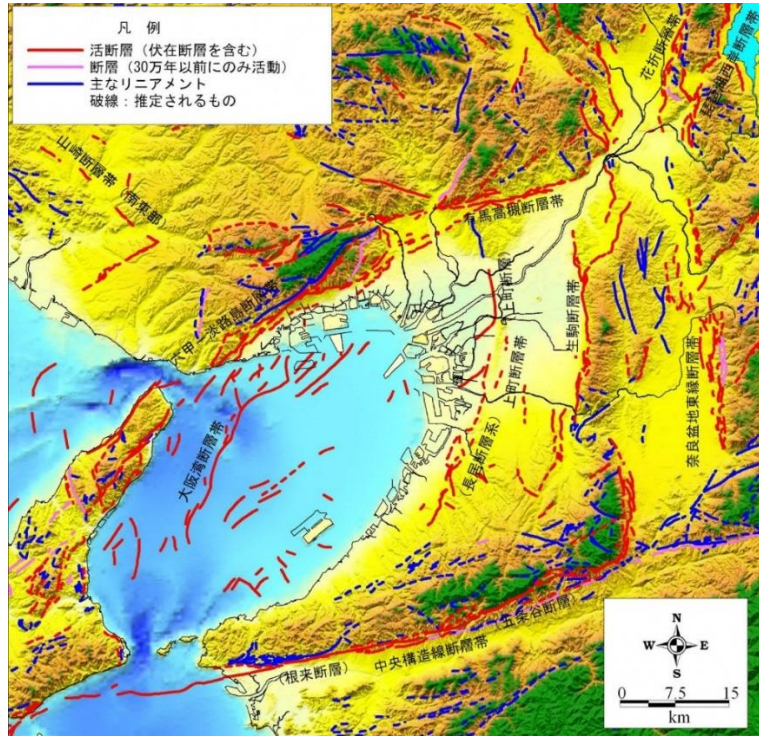 凡 例
活断層（伏在断層を含む）
断層（30万年以前にのみ活動）
主なリニアメント
破線：推定されるもの
花折断層帯
琵琶湖西岸断層帯
山崎断層帯（南東部）
有馬高槻断層帯
六甲・淡路島断層帯
上町断層
生駒断層帯
上町断層帯
奈良盆地東縁断層帯
大阪湾断層帯
（長居断層系）
（五条谷断層）
中央構造線断層帯
（根来断層）
N
W E
S
0 7.5 15
km